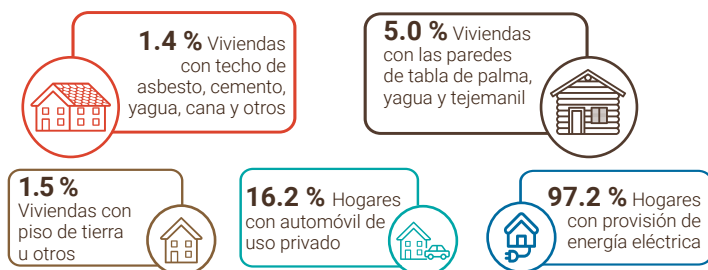 1.4 % Viviendas
con techo de
asbesto, cemento,
yagua, cana y otros
5.0 % Viviendas
con las paredes
de tabla de palma,
yagua y tejemanil
1.5 %
Viviendas con
piso de tierra
u otros
16.2 % Hogares
con automóvil de
uso privado
97.2 % Hogares
con provisión de
energía eléctrica